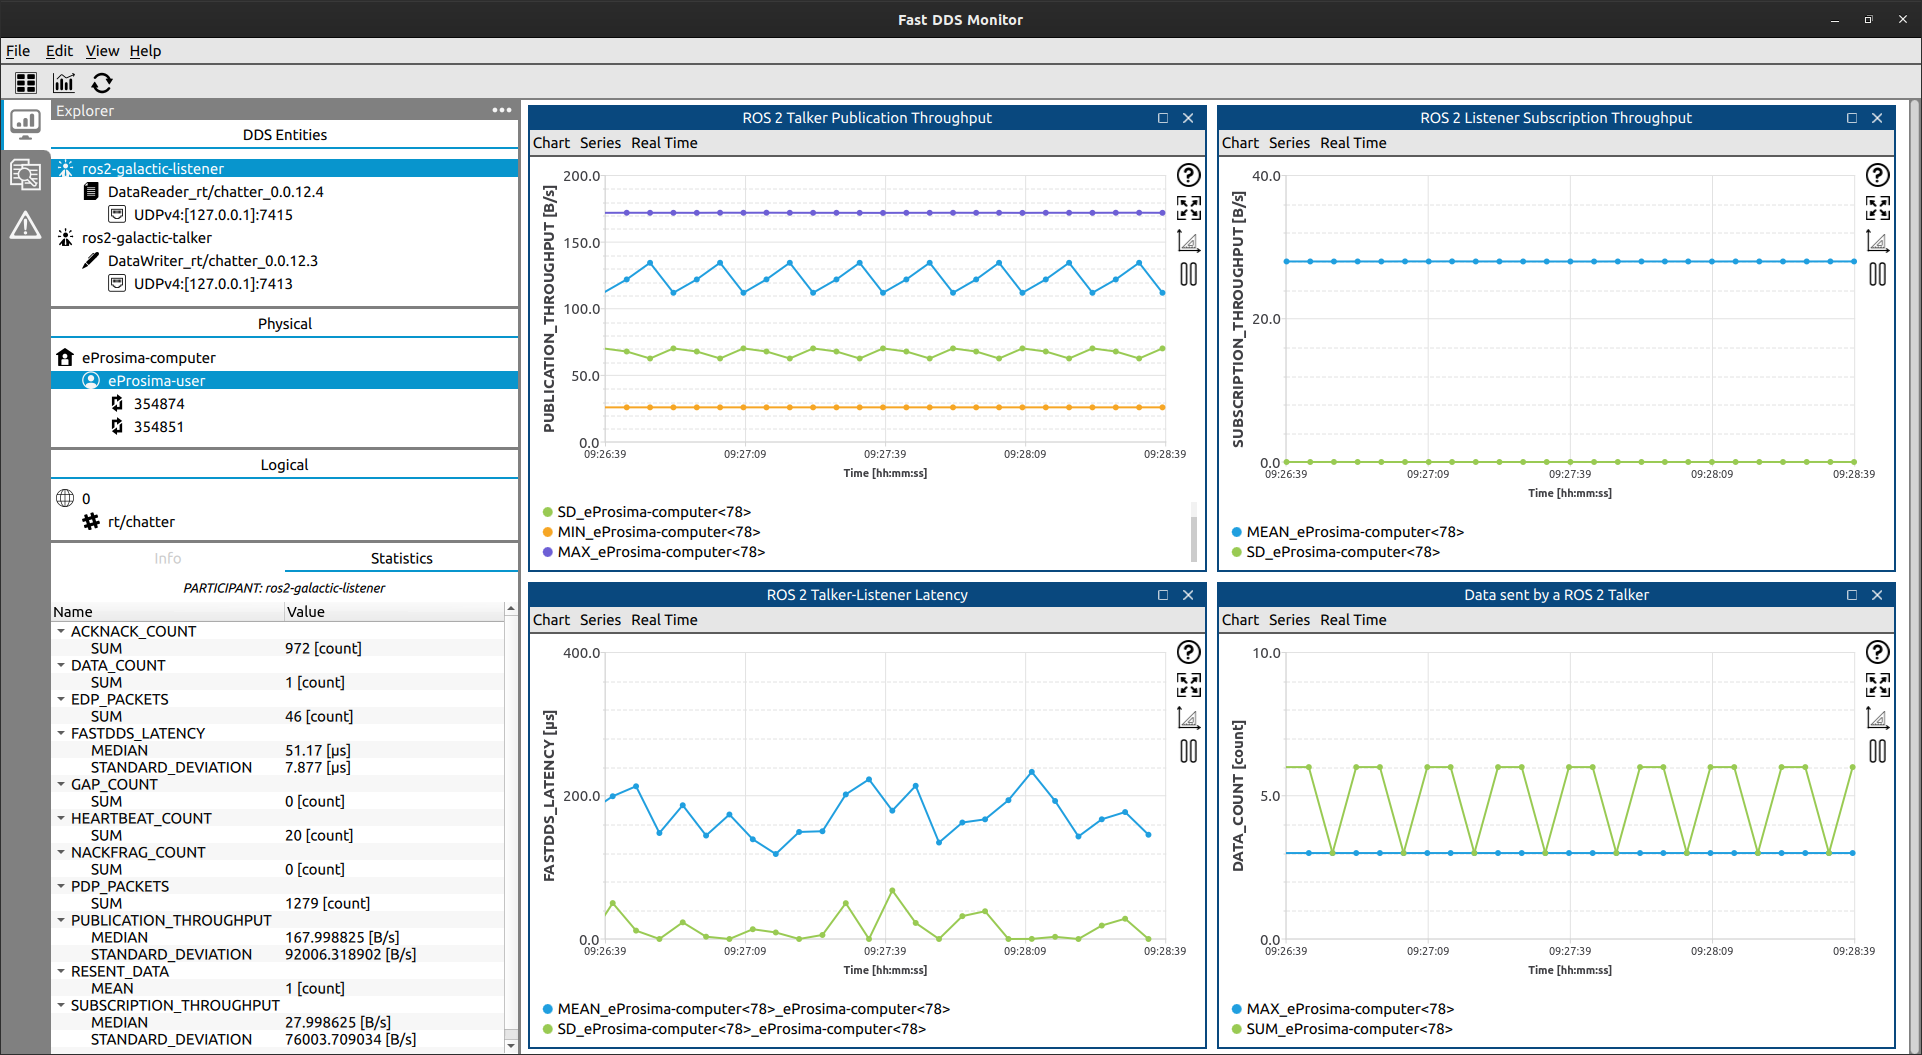 Fast DDS Monitor
File Edit View Help
Explorer
DDS Entities
ros2-galactic-listener
DataReader_rt/chatter_0.0.12.4
UDPv4:[127.0.0.1]:7415
ros2-galactic-talker
DataWriter_rt/chatter_0.0.12.3
UDPv4:[127.0.0.1]:7413
Physical
eProsima-computer
eProsima-user
354874
354851
Logical
0
rt/chatter
Info Statistics
PARTICIPANT: ros2-galactic-listener
Name Value
ACKNACK_COUNT
SUM 972 [count]
DATA_COUNT
SUM 1 [count]
EDP_PACKETS
SUM 46 [count]
FASTDDS_LATENCY
MEDIAN 51.17 [µs]
STANDARD_DEVIATION 7.877 [µs]
GAP_COUNT
SUM 0 [count]
HEARTBEAT_COUNT
SUM 20 [count]
NACKFRAG_COUNT
SUM 0 [count]
PDP_PACKETS
SUM 1279 [count]
PUBLICATION_THROUGHPUT
MEDIAN 167.998825 [B/s]
STANDARD_DEVIATION 92006.318902 [B/s]
RESENT_DATA
MEAN 1 [count]
SUBSCRIPTION_THROUGHPUT
MEDIAN 27.998625 [B/s]
STANDARD_DEVIATION 76003.709034 [B/s]
ROS 2 Talker Publication Throughput
Chart Series Real Time
PUBLICATION_THROUGHPUT [B/s]
200.0
150.0
100.0
50.0
0.0
09:26:39 09:27:09 09:27:39 09:28:09 09:28:39
Time [hh:mm:ss]
SD_eProsima-computer<78>
MIN_eProsima-computer<78>
MAX_eProsima-computer<78>
ROS 2 Listener Subscription Throughput
Chart Series Real Time
SUBSCRIPTION_THROUGHPUT [B/s]
40.0
20.0
0.0
09:26:39 09:27:09 09:27:39 09:28:09 09:28:39
Time [hh:mm:ss]
MEAN_eProsima-computer<78>
SD_eProsima-computer<78>
ROS 2 Talker-Listener Latency
Chart Series Real Time
FASTDDS_LATENCY [µs]
400.0
200.0
0.0
09:26:39 09:27:09 09:27:39 09:28:09 09:28:39
Time [hh:mm:ss]
MEAN_eProsima-computer<78>_eProsima-computer<78>
SD_eProsima-computer<78>_eProsima-computer<78>
Data sent by a ROS 2 Talker
Chart Series Real Time
DATA_COUNT [count]
10.0
5.0
0.0
09:26:39 09:27:09 09:27:39 09:28:09 09:28:39
Time [hh:mm:ss]
MAX_eProsima-computer<78>
SUM_eProsima-computer<78>